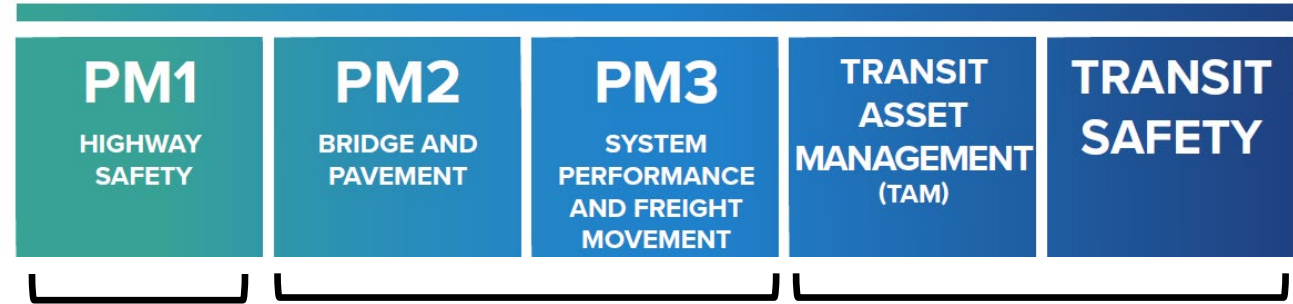 PM1
HIGHWAY
SAFETY
PM2
BRIDGE AND
PAVEMENT
PM3
SYSTEM
PERFORMANCE
AND FREIGHT
MOVEMENT
TRANSIT
ASSET
MANAGEMENT
(TAM)
TRANSIT
SAFETY